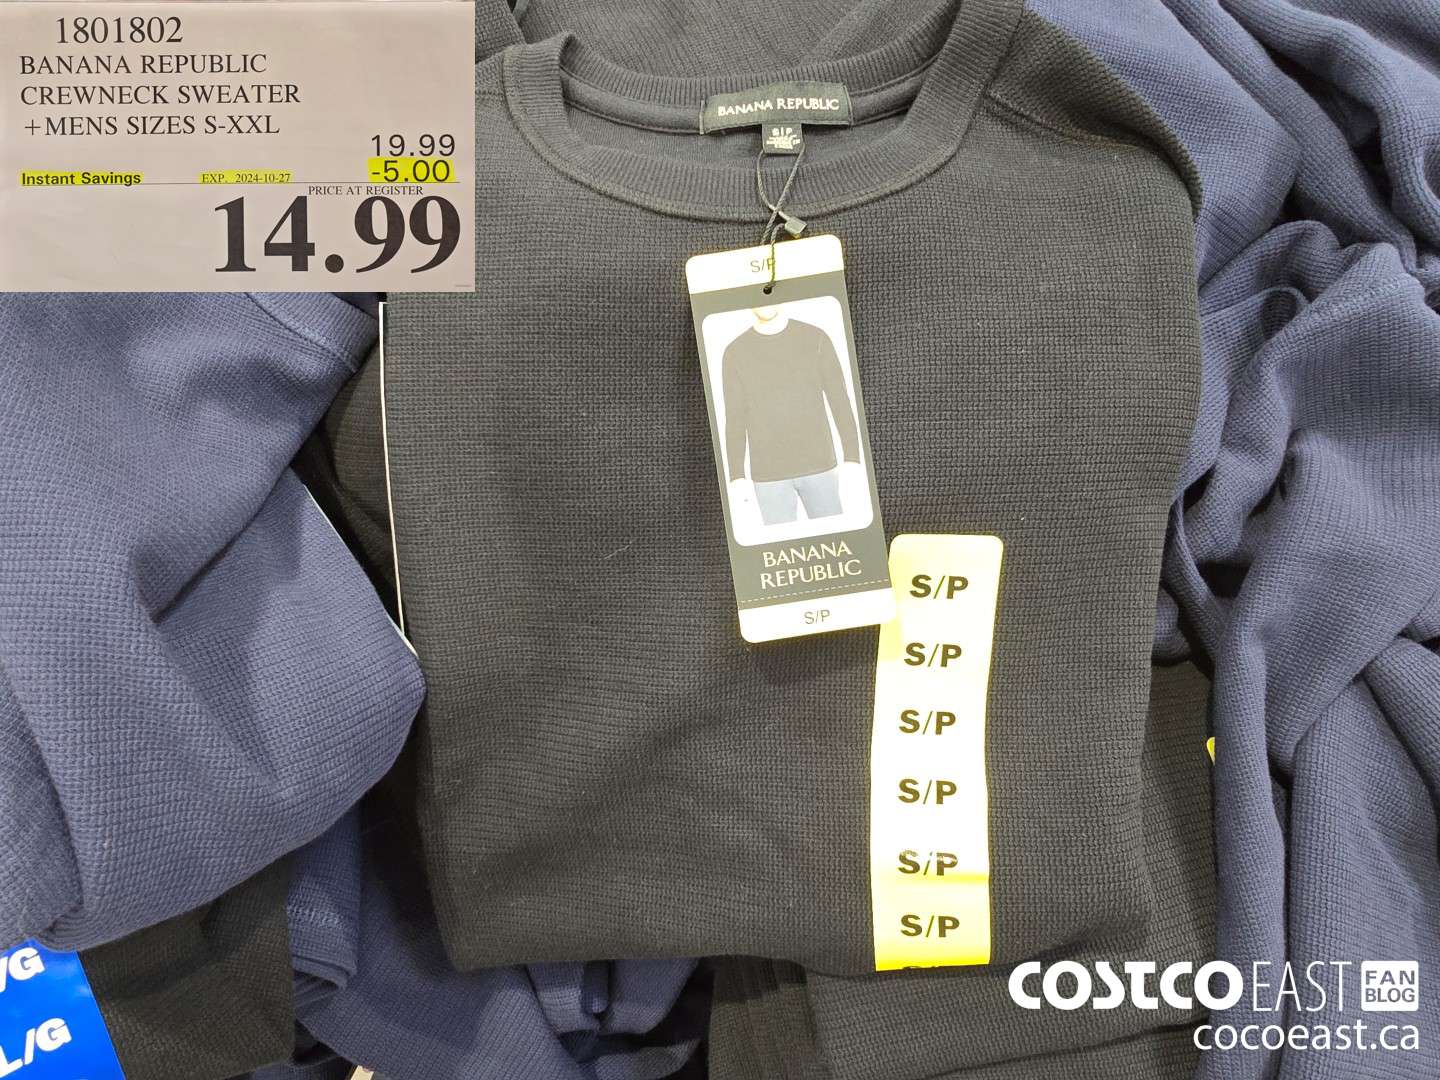 1801802
BANANA REPUBLIC
CREWNECK SWEATER
+MENS SIZES S-XXL
19.99
Instant Savings EXP. 2024-10-27 -5.00
PRICE AT REGISTER
14.99
BANANA REPUBLIC
S/P
S/P
BANANA
REPUBLIC
S/P
S/P
S/P
S/P
S/P
S/P
S/P
/G
L/G
COSTCO EAST FAN BLOG
cocoeast.ca